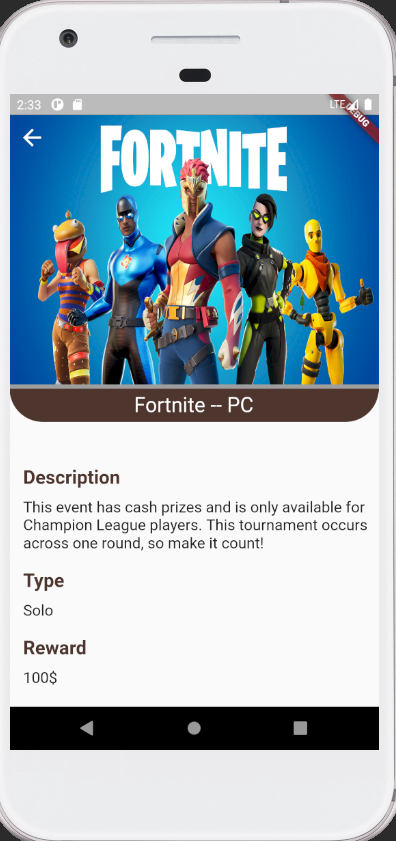 2:33
LTE
FORTNITE
Fortnite -- PC
Description
This event has cash prizes and is only available for
Champion League players. This tournament occurs
across one round, so make it count!
Type
Solo
Reward
100$